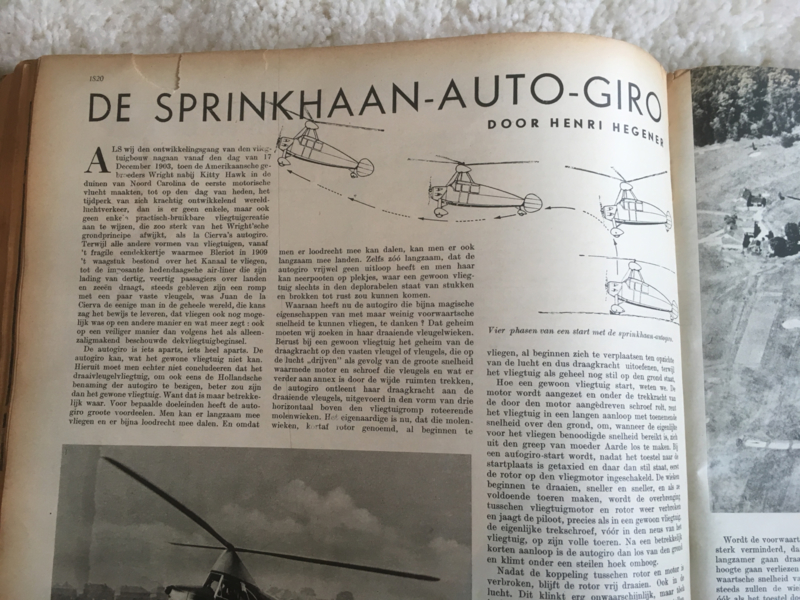 1520
DE SPRINKHAAN-AUTO-GIRO
DOOR HENRI HEGENER
ALS wij den ontwikkelingsgang van den vlieg-
tuigbouw nagaan vanaf den dag van 17
December 1903, toen de Amerikaansche ge-
broeders Wright nabij Kitty Hawk in de
duinen van Noord Carolina de eerste motorische
vlucht maakten, tot op den dag van heden, het
tijdperk van zich krachtig ontwikkelend wereld-
luchtverkeer, dan is er geen enkele, maar ook
geen enkele practisch-bruikbare vliegtuigcreatie
aan te wijzen, die zoo sterk van het Wright'sche
grondprincipe afwijkt, als la Cierva's autogiro.
Terwijl alle andere vormen van vliegtuigen, vanaf
't fragile eendekkertje waarmee Bleriot in 1909
't waagstuk bestond over het Kanaal te vliegen,
tot de imposante hedendaagsche air-liner die zijn
lading van dertig, veertig passagiers over landen
en zeeën draagt, steeds gebleven zijn een romp
met een paar vaste vleugels, was Juan de la
Cierva de eenige man in de geheele wereld, die kans
zag het bewijs te leveren, dat vliegen ook nog moge-
lijk was op een andere manier en wat meer zegt: ook
op een veiliger manier dan volgens het als alleen-
zaligmakend beschouwde dekvliegtuigbeginsel.
De autogiro is iets aparts, iets heel aparts. De
autogiro kan, wat het gewone vliegtuig niet kan.
Hieruit moet men echter niet concludeeren dat het
draaivleugelvliegtuig, om ook eens de Hollandsche
benaming der autogiro te bezigen, beter zou zijn
dan het gewone vliegtuig. Want dat is maar betrekke-
lijk waar. Voor bepaalde doeleinden heeft de auto-
giro groote voordeelen. Men kan er langzaam mee
vliegen en er bijna loodrecht mee dalen. En omdat
men er loodrecht mee kan dalen, kan men er ook
langzaam mee landen. Zelfs zóó langzaam, dat de
autogiro vrijwel geen uitloop heeft en men haar
kan neerpooten op plekjes, waar een gewoon vlieg-
tuig slechts in den deplorabelen staat van stukken
en brokken tot rust zou kunnen komen.
Waaraan heeft nu de autogiro die bijna magische
eigenschappen van met maar weinig voorwaartsche
snelheid te kunnen vliegen, te danken? Dat geheim
moeten wij zoeken in haar draaiende vleugelwieken.
Berust bij een gewoon vliegtuig het geheim van de
draagkracht op den vasten vleugel of vleugels, die op
de lucht „drijven” als gevolg van de groote snelheid
waarmede motor en schroef die vleugels en wat er
verder aan annex is door de wijde ruimten trekken,
de autogiro ontleent haar draagkracht aan de
draaiende vleugels, uitgevoerd in den vorm van drie
horizontaal boven den vliegtuigromp roteerende
molenwieken. Het eigenaardige is nu, dat die molen-
wieken, kortaf rotor genoemd, al beginnen te
Vier phasen van een start met de sprinkhaan-autogiro.
vliegen, al beginnen zich te verplaatsen ten opzichte
van de lucht en dus draagkracht uitoefenen, terwijl
het vliegtuig als geheel nog stil op den grond staat.
Hoe een gewoon vliegtuig start, weten we. De
motor wordt aangezet en onder de trekkracht van
de door den motor aangedreven schroef rolt, rent
het vliegtuig in een langen aanloop met toenemende
snelheid over den grond, om, wanneer de eigenlijke
voor het vliegen benoodigde snelheid bereikt is, zich
uit den greep van moeder Aarde los te maken. Bij
een autogiro-start wordt, nadat het toestel naar de
startplaats is getaxied en daar dan stil staat, eerst
de rotor op den vliegmotor ingeschakeld. De wieken
beginnen te draaien, sneller en sneller, en als ze
voldoende toeren maken, wordt de overbrenging
tusschen vliegtuigmotor en rotor weer verbroken
en jaagt de piloot, precies als in een gewoon vliegtuig,
de eigenlijke trekschroef, vóór in den neus van het
vliegtuig, op zijn volle toeren. Na een betrekkelijk
korten aanloop is de autogiro dan los van den grond
en klimt onder een steilen hoek omhoog.
Nadat de koppeling tusschen rotor en motor is
verbroken, blijft de rotor vrij draaien. Ook in de
lucht. Dit klinkt erg onwaarschijnlijk, maar
Wordt de voorwaart
sterk verminderd, da
langzamer gaan draa
hoogte gaan verliezen
waartsche snelheid van
steeds zullen de wie
óók als het toestel do